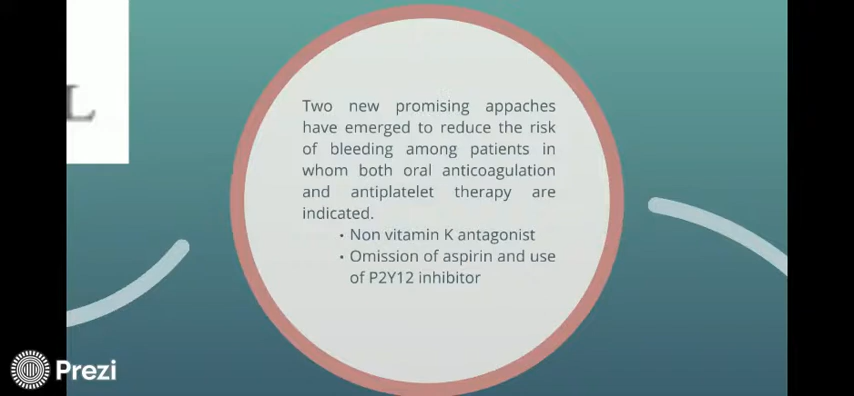 L
Two new promising appaches
have emerged to reduce the risk
of bleeding among patients in
whom both oral anticoagulation
and antiplatelet therapy are
indicated.
• Non vitamin K antagonist
• Omission of aspirin and use
of P2Y12 inhibitor
Prezi